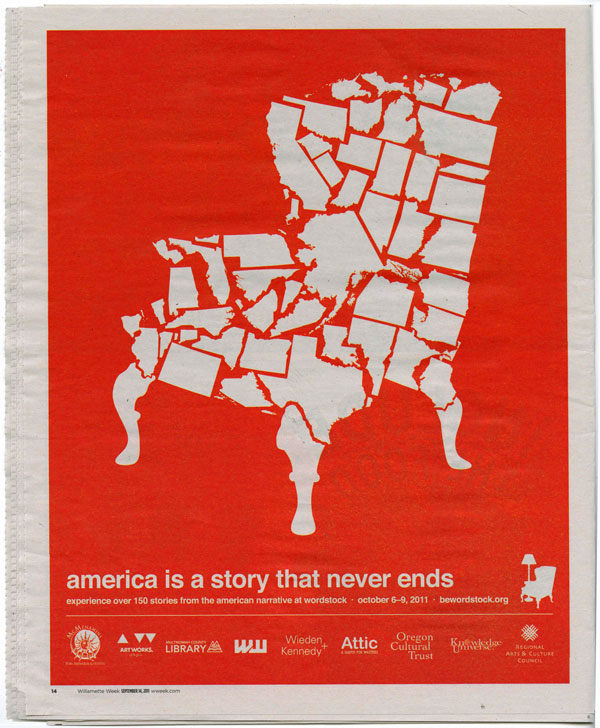 america is a story that never ends
experience over 150 stories from the american narrative at wordstock · october 6–9, 2011 · bewordstock.org
ARTWORKS.
MULTNOMAH COUNTY
LIBRARY
WW
Wieden
Kennedy+
Attic
Oregon
Cultural
Trust
Knowledge
Universe
REGIONAL
ARTS & CULTURE
COUNCIL
14 Willamette Week SEPTEMBER 14, 2011 wweek.com